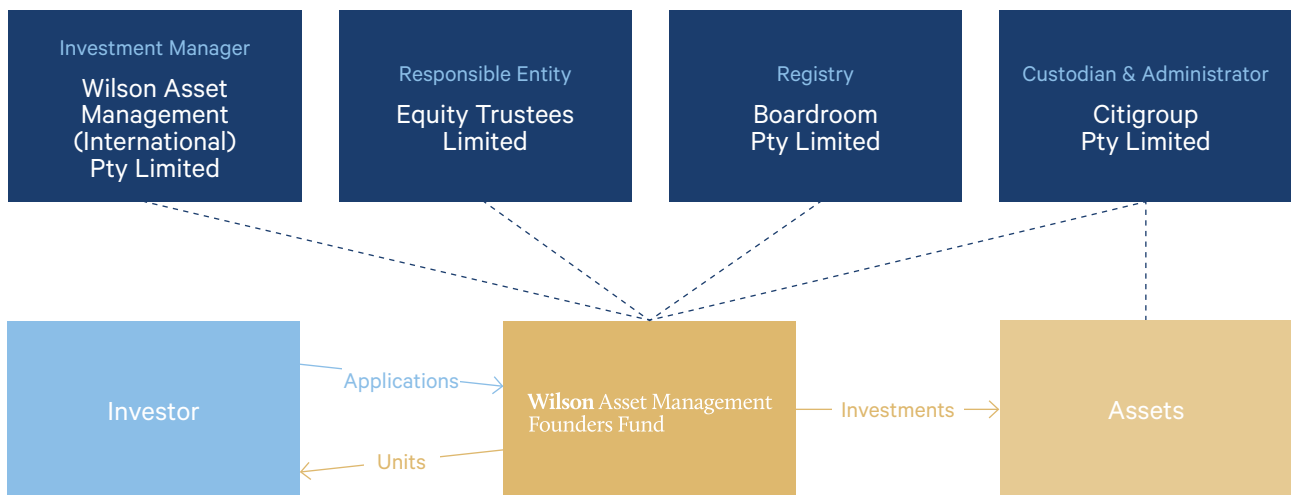 Investment Manager
Wilson Asset
Management
(International)
Pty Limited
Responsible Entity
Equity Trustees
Limited
Registry
Boardroom
Pty Limited
Custodian & Administrator
Citigroup
Pty Limited
Investor
Applications
Units
Wilson Asset Management
Founders Fund
Investments
Assets